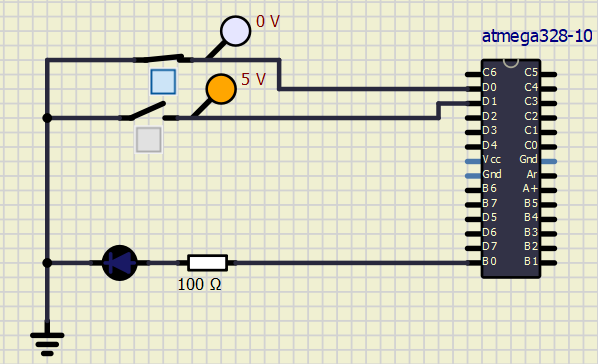 0 V
5 V
atmega328-10
C6 C5
D0 C4
D1 C3
D2 C2
D3 C1
D4 C0
Vcc Gnd
Gnd Ar
B6 A+
B7 B5
D5 B4
D6 B3
D7 B2
B0 B1
100 Ω